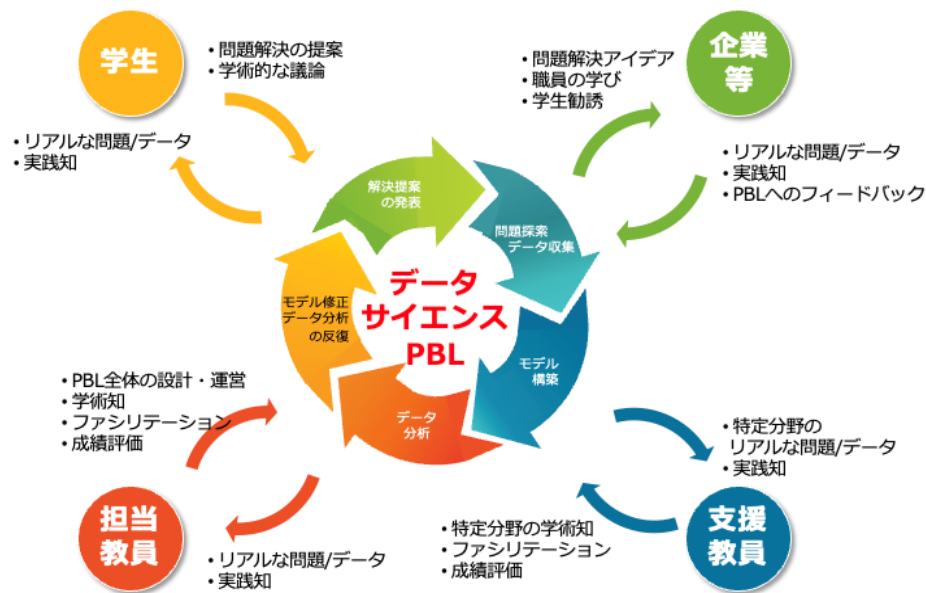 学生
・問題解決の提案
・学術的な議論
・リアルな問題/データ
・実践知
企業
等
・問題解決アイデア
・職員の学び
・学生勧誘
・リアルな問題/データ
・実践知
・PBLへのフィードバック
解決提案
の発表
問題探索
データ収集
モデル
構築
データ
分析
モデル修正
データ分析
の反復
データ
サイエンス
PBL
・PBL全体の設計・運営
・学術知
・ファシリテーション
・成績評価
担当
教員
・リアルな問題/データ
・実践知
・特定分野の
リアルな問題/データ
・実践知
・特定分野の学術知
・ファシリテーション
・成績評価
支援
教員